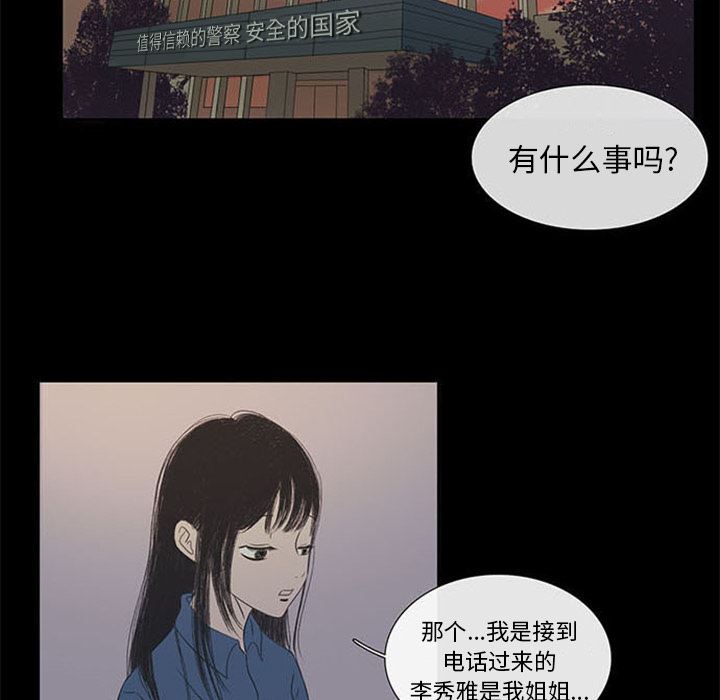 值得信赖的警察 安全的国家
有什么事吗?
那个...我是接到
电话过来的
李秀雅是我姐姐...